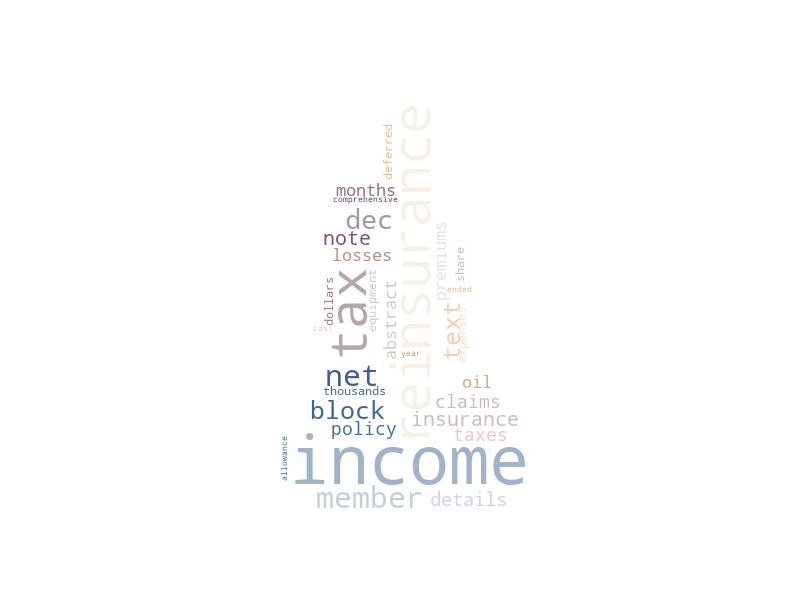 deferred
reinsurance
months
comprehensive
dec
note
losses
premiums
share
tax
dollars
equipment
abstract
ended
text
expenses
cost
year
net
thousands
oil
block
claims
policy
insurance
taxes
income
allowance
member
details